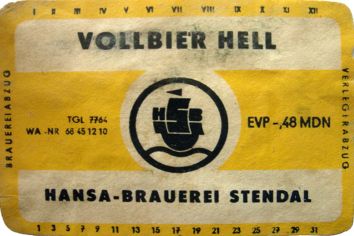 I II III IV V VI VII VIII IX X XI XII
VOLLBIER HELL
BRAUEREIABZUG
TGL 7764
WA-NR 68 45 12 10
HSB
EVP -,48 MDN
VERLEGERABZUG
HANSA-BRAUEREI STENDAL
1 3 5 7 9 11 13 15 17 19 21 23 25 27 29 31